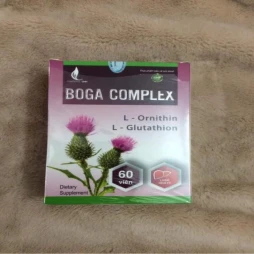 BOGA COMPLEX
L - Ornithin
L - Glutathion
60
viên
Dietary
Supplement